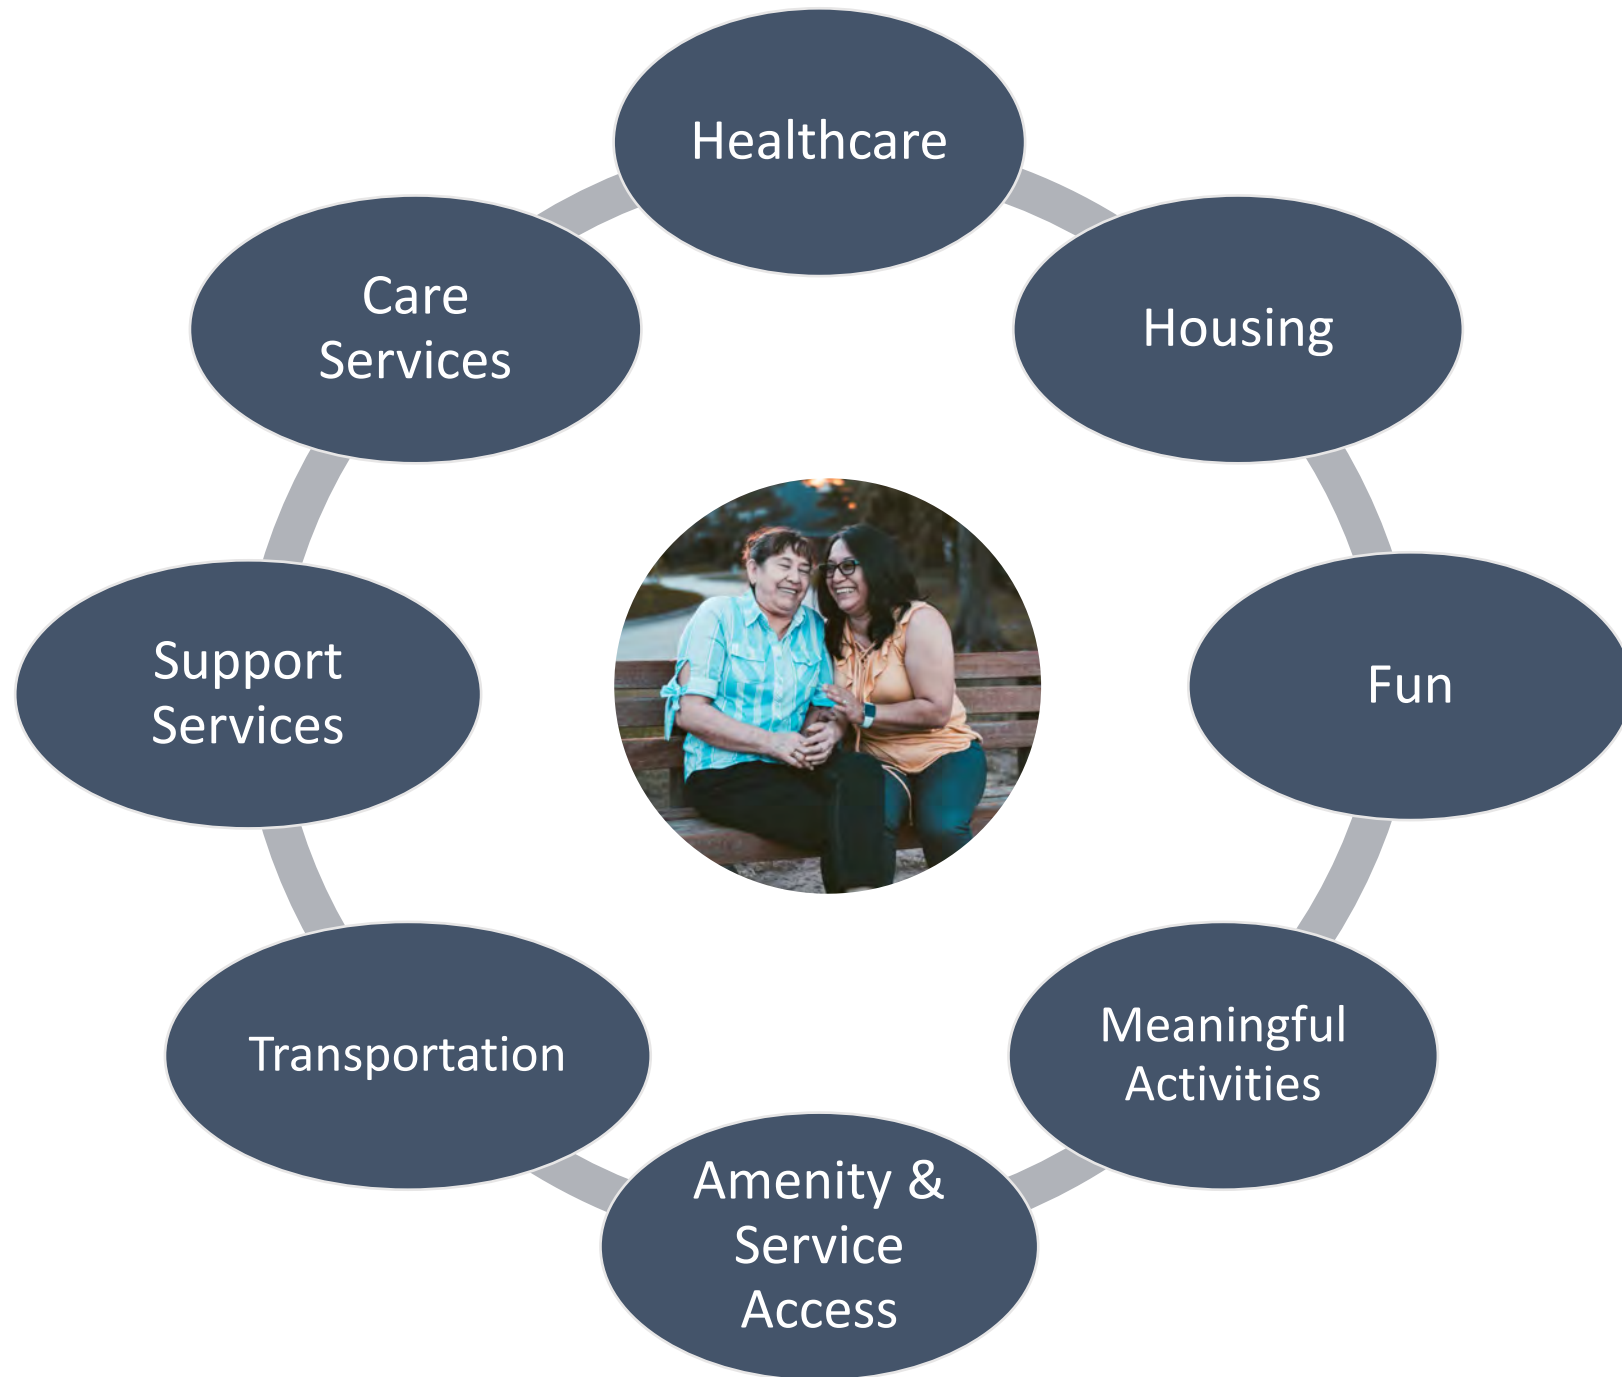 Healthcare
Housing
Fun
Meaningful
Activities
Amenity &
Service
Access
Transportation
Support
Services
Care
Services